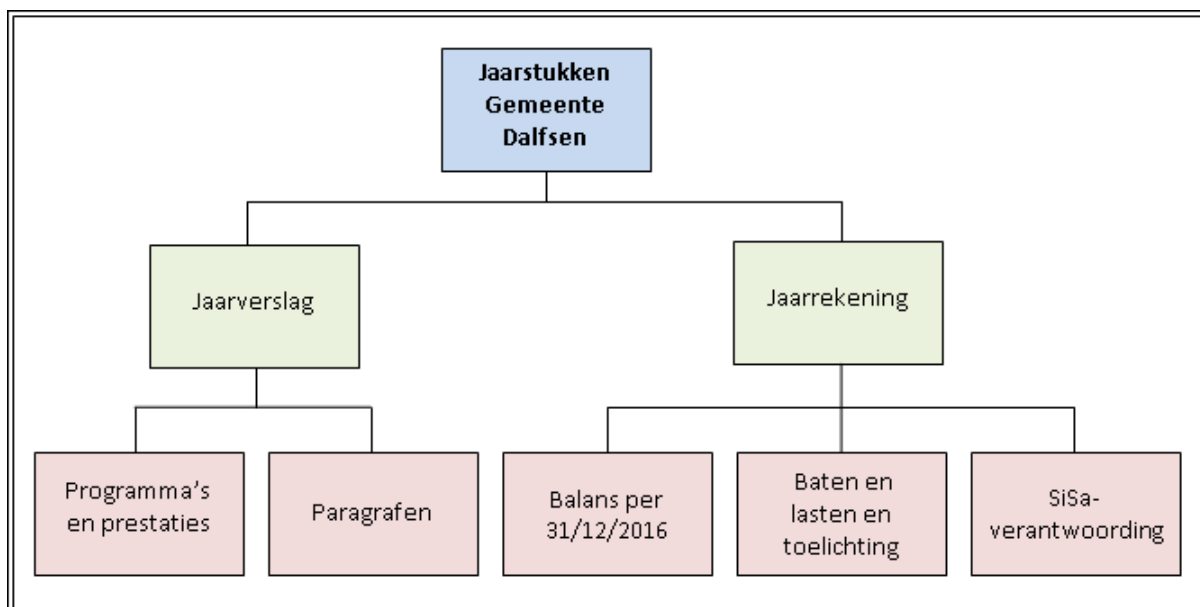 Jaarstukken
Gemeente
Dalfsen
Jaarverslag
Jaarrekening
Programma's
en prestaties
Paragrafen
Balans per
31/12/2016
Baten en
lasten en
toelichting
SiSa-
verantwoording